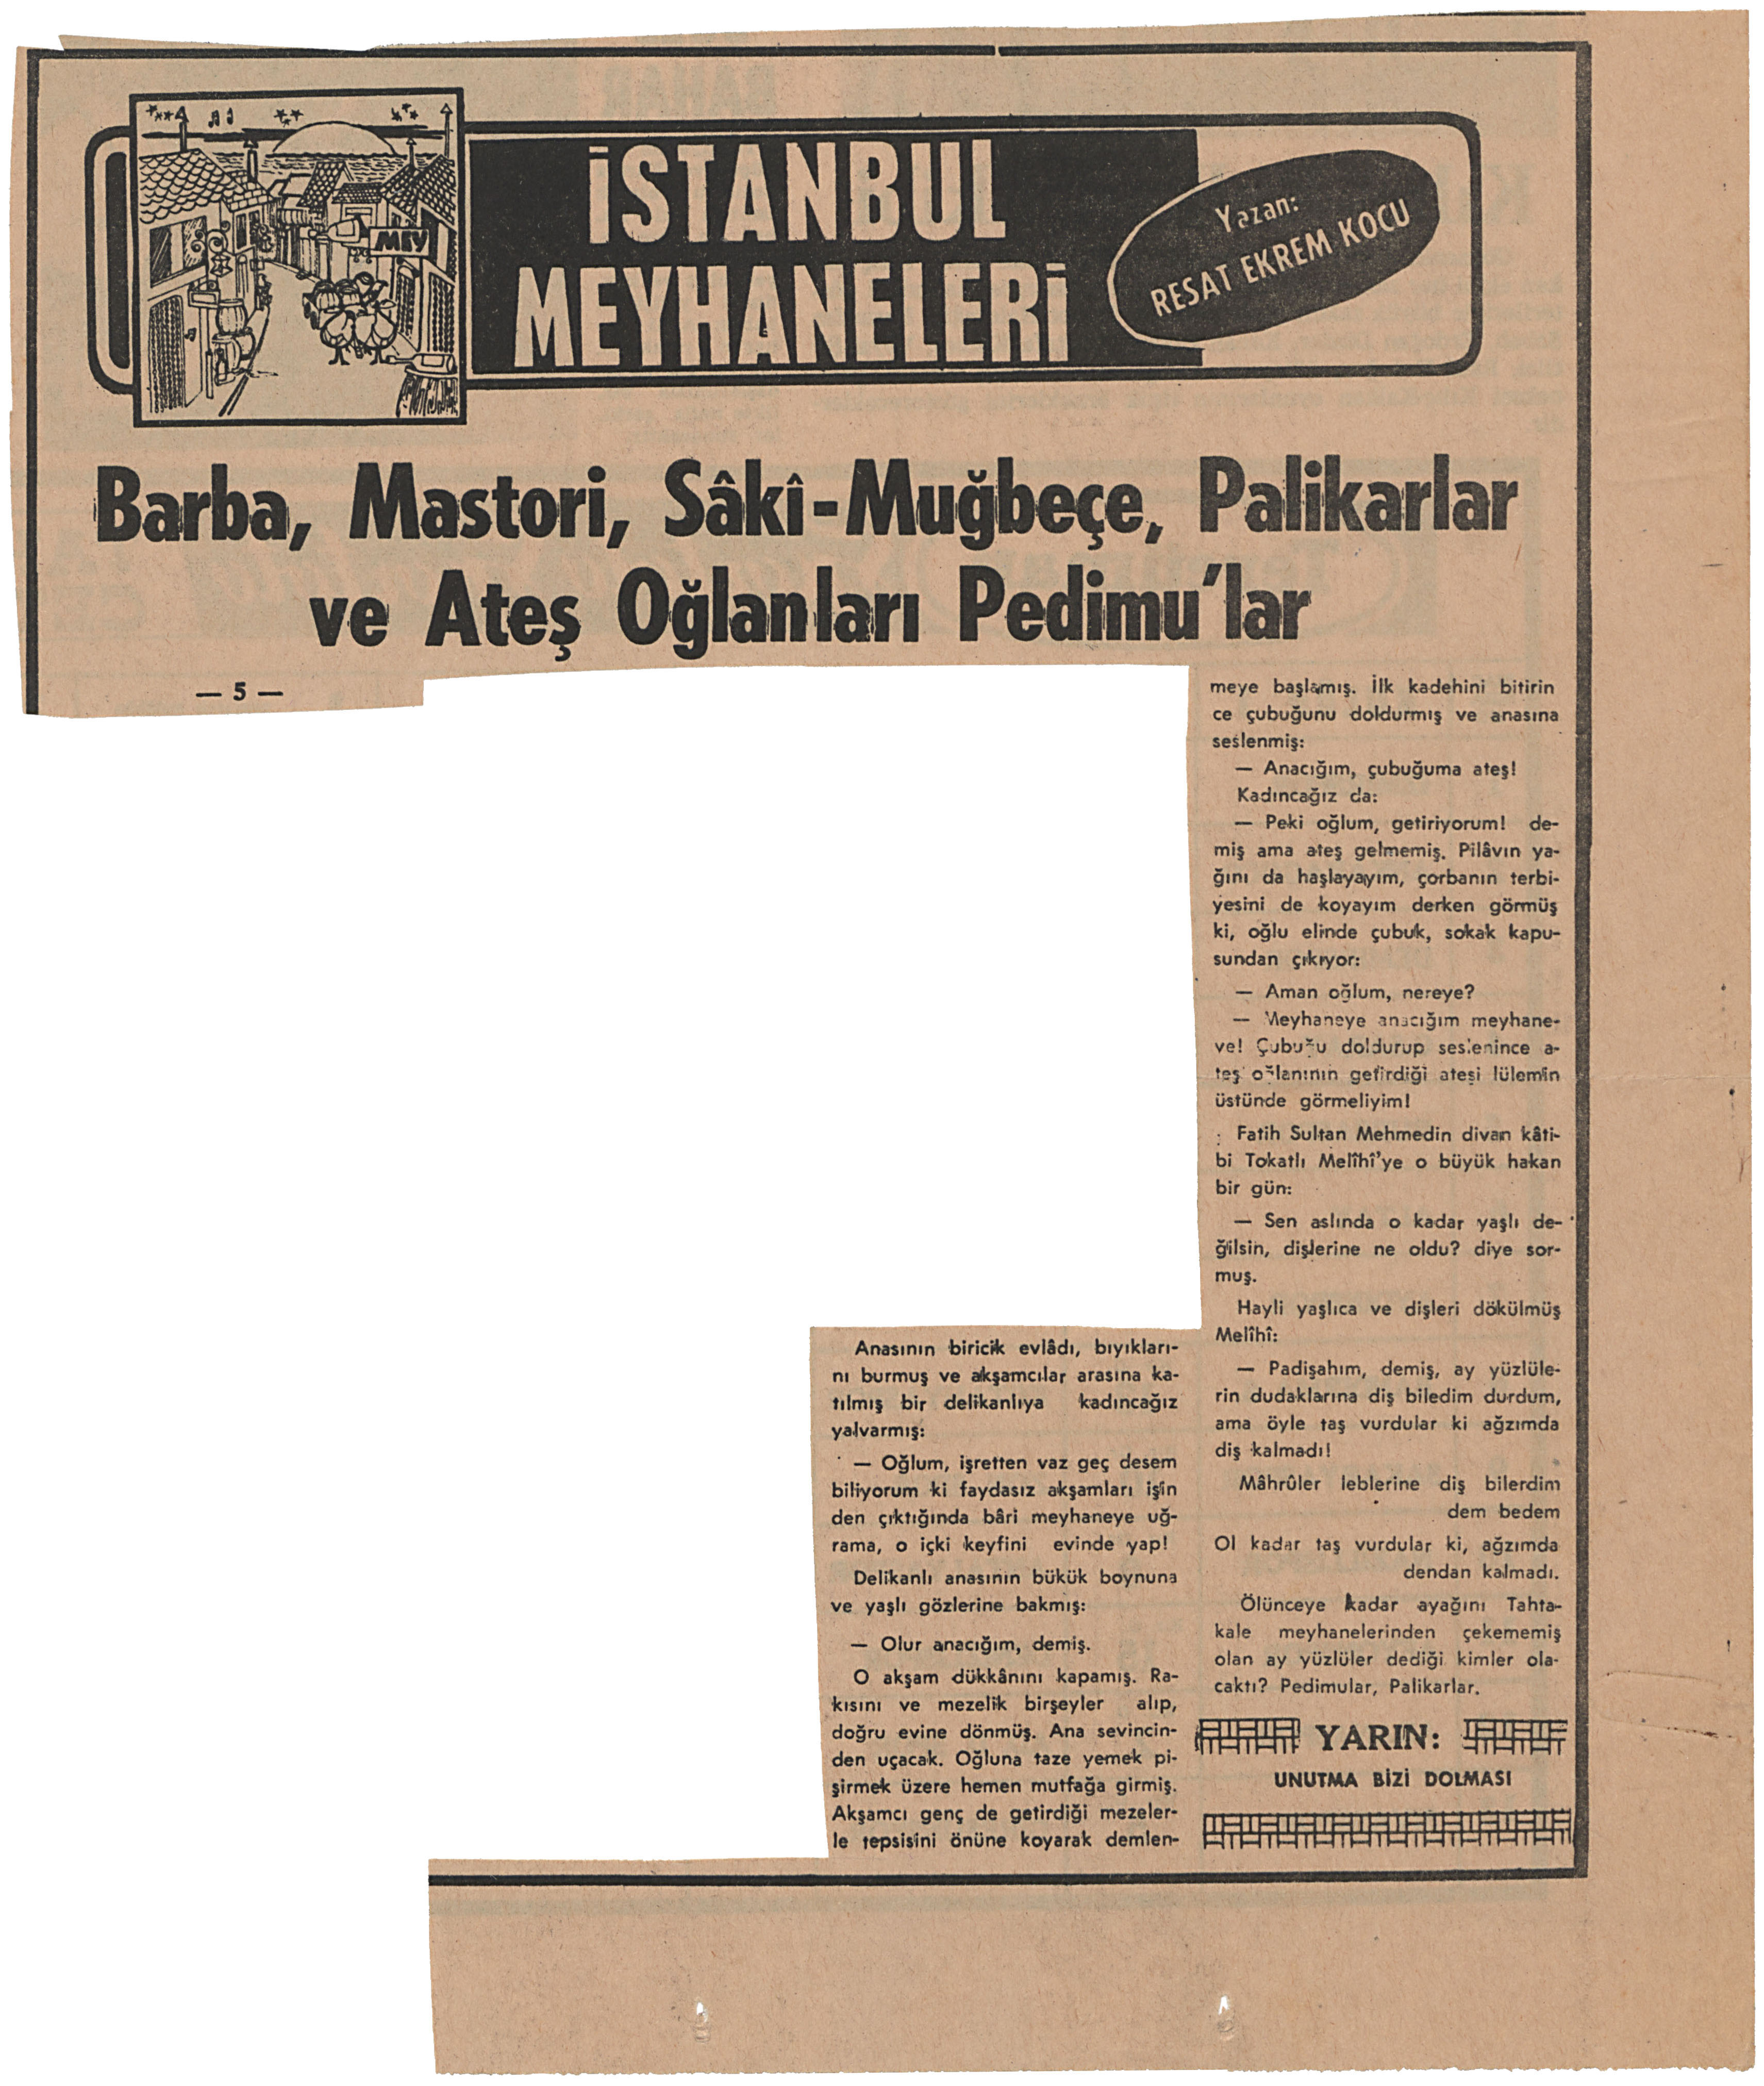 MEV
İSTANBUL
MEYHANELERİ
Yazan:
RESAT EKREM KOCU
Barba, Mastori, Sâkî-Muğbeçe, Palikarlar
ve Ateş Oğlanları Pedimu'lar
— 5 —
Anasının biricik evlâdı, bıyıkları-
nı burmuş ve akşamcılar arasına ka-
tılmış bir delikanlıya kadıncağız
yalvarmış:
— Oğlum, işretten vaz geç desem
biliyorum ki faydasız akşamları işin
den çıktığında bâri meyhaneye uğ-
rama, o içki keyfini evinde yap!
Delikanlı anasının bükük boynuna
ve yaşlı gözlerine bakmış:
— Olur anacığım, demiş.
O akşam dükkânını kapamış. Ra-
kısını ve mezelik birşeyler alıp,
doğru evine dönmüş. Ana sevincin-
den uçacak. Oğluna taze yemek pi-
şirmek üzere hemen mutfağa girmiş.
Akşamcı genç de getirdiği mezeler-
le tepsisini önüne koyarak demlen-
meye başlamış. İlk kadehini bitirin
ce çubuğunu doldurmış ve anasına
seslenmiş:
— Anacığım, çubuğuma ateş!
Kadıncağız da:
— Peki oğlum, getiriyorum! de-
miş ama ateş gelmemiş. Pilâvın ya-
ğını da haşlayayım, çorbanın terbi-
yesini de koyayım derken görmüş
ki, oğlu elinde çubuk, sokak kapu-
sundan çıkıyor:
— Aman oğlum, nereye?
— Meyhaneye anacığım meyhane-
ye! Çubuğu doldurup seslenince a-
teş oğlanının getirdiği ateşi lülemin
üstünde görmeliyim!
Fatih Sultan Mehmedin divan kâti-
bi Tokatlı Melîhî'ye o büyük hakan
bir gün:
— Sen aslında o kadar yaşlı de-
ğilsin, dişlerine ne oldu? diye sor-
muş.
Hayli yaşlıca ve dişleri dökülmüş
Melîhî:
— Padişahım, demiş, ay yüzlüle-
rin dudaklarına diş biledim durdum,
ama öyle taş vurdular ki ağzımda
diş kalmadı!
Mâhrûler leblerine diş bilerdim
dem bedem
Ol kadar taş vurdular ki, ağzımda
dendan kalmadı.
Ölünceye kadar ayağını Tahta-
kale meyhanelerinden çekememiş
olan ay yüzlüler dediği kimler ola-
caktı? Pedimular, Palikarlar.
YARIN:
UNUTMA BİZİ DOLMASI